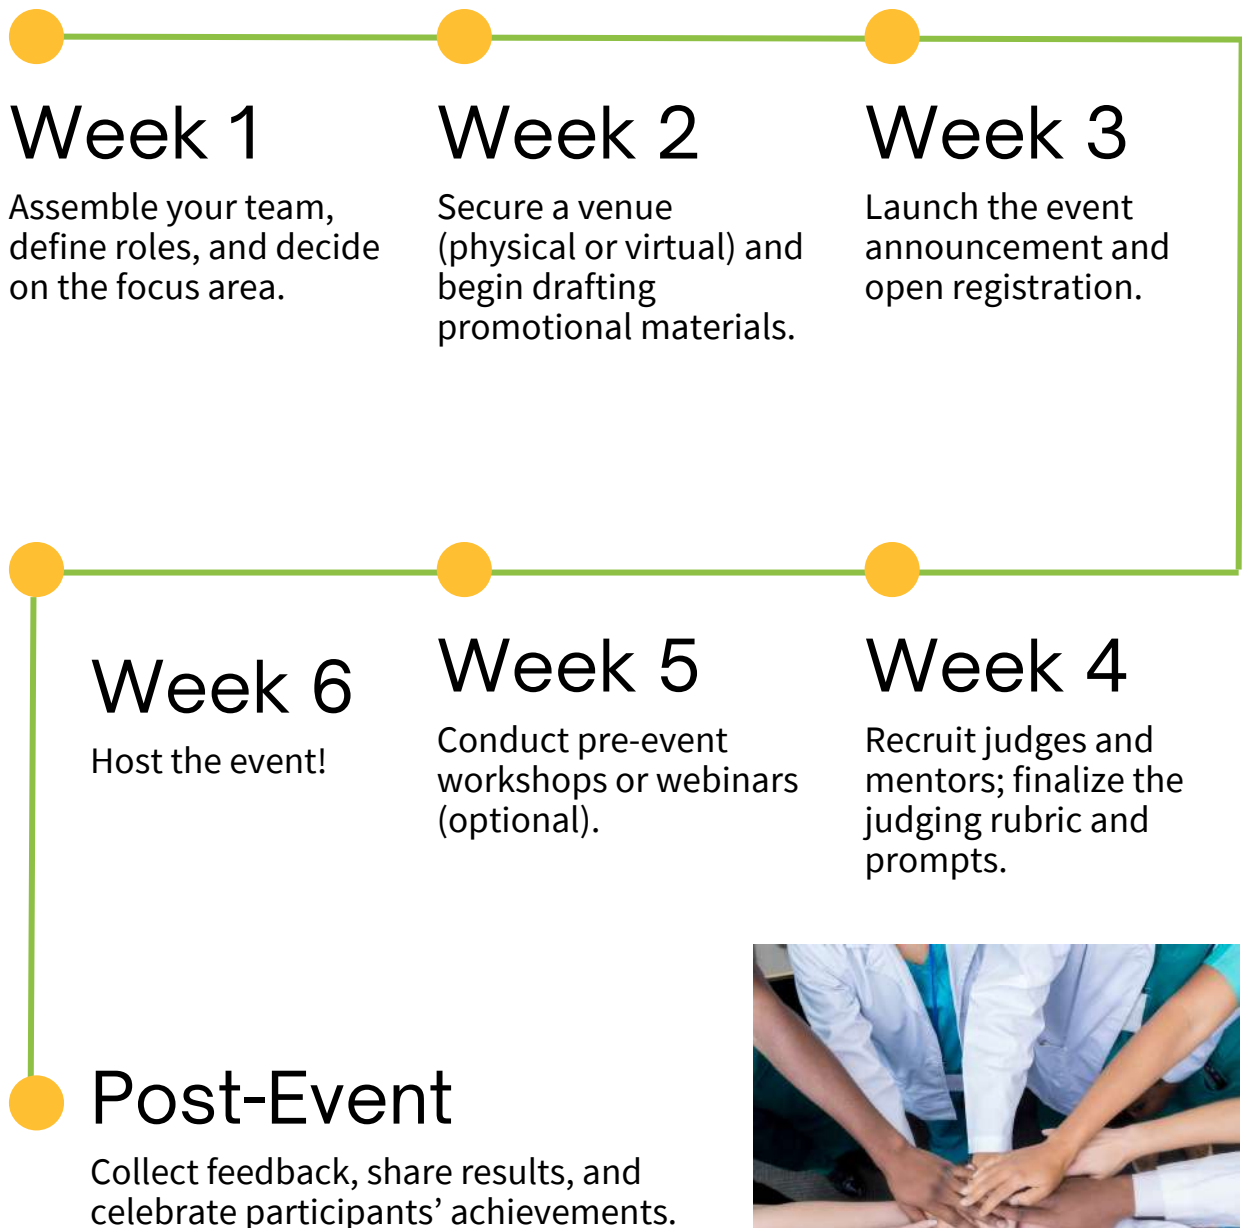 Week 1
Assemble your team,
define roles, and decide
on the focus area.
Week 2
Secure a venue
(physical or virtual) and
begin drafting
promotional materials.
Week 3
Launch the event
announcement and
open registration.
Week 4
Recruit judges and
mentors; finalize the
judging rubric and
prompts.
Week 5
Conduct pre-event
workshops or webinars
(optional).
Week 6
Host the event!
Post-Event
Collect feedback, share results, and
celebrate participants’ achievements.